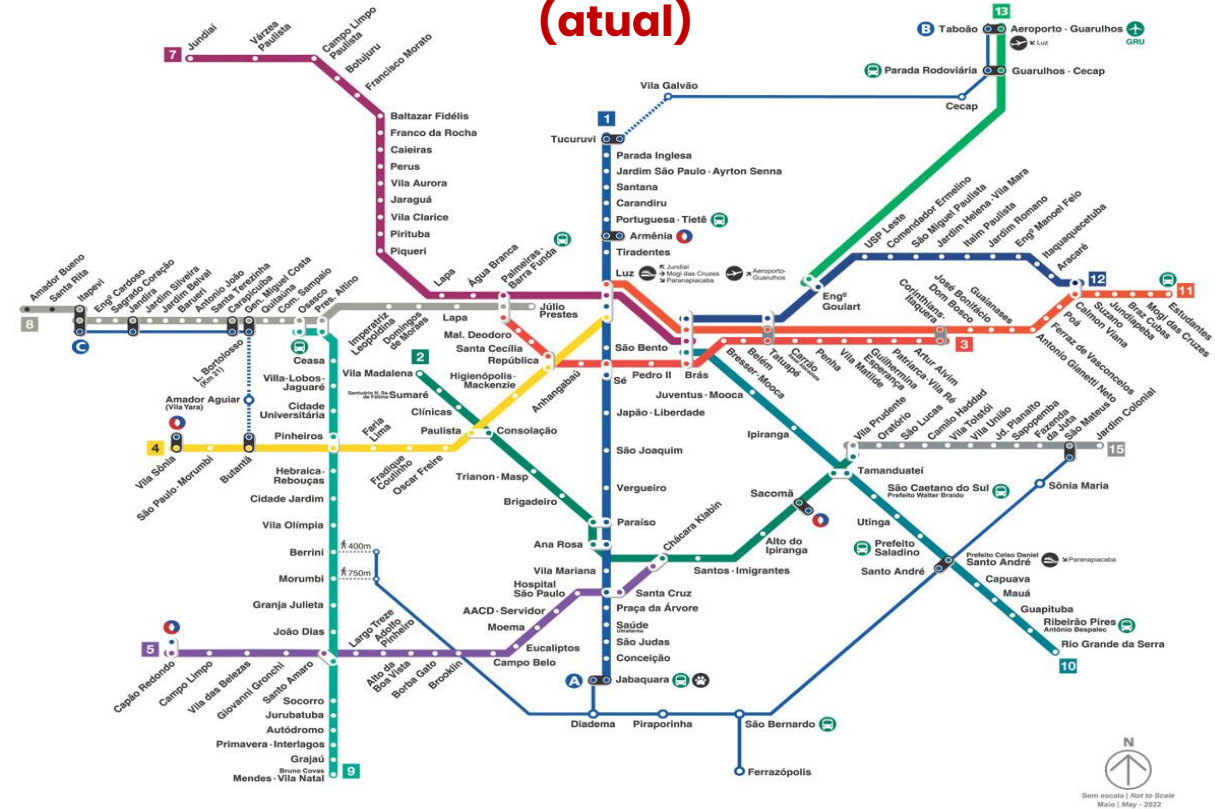 (atual)
13
B Taboão
Aeroporto - Guarulhos
GRU
Luz
Parada Rodoviária
Guarulhos - Cecap
Cecap
Vila Galvão
7
Jundiaí
Várzea
Paulista
Campo Limpo
Paulista
Botujuru
Francisco Morato
Baltazar Fidélis
Franco da Rocha
Caieiras
Perus
Vila Aurora
Jaraguá
Vila Clarice
Pirituba
Piqueri
Lapa
Água Branca
Palmeiras-
Barra Funda
1
Tucuruvi
Parada Inglesa
Jardim São Paulo - Ayrton Senna
Santana
Carandiru
Portuguesa - Tietê
Armênia
Tiradentes
Luz
Jundiaí
Mogi das Cruzes
Paranapiacaba
Aeroporto-
Guarulhos
São Bento
Sé
Japão - Liberdade
São Joaquim
Vergueiro
Paraíso
Ana Rosa
Vila Mariana
Santa Cruz
Praça da Árvore
Saúde
Ultrafarma
São Judas
Conceição
A
Jabaquara
USP Leste
Comendador Ermelino
São Miguel Paulista
Jardim Helena - Vila Mara
Itaim Paulista
Jardim Romano
Engº Manoel Feio
Itaquaquecetuba
Aracaré
12
Engº
Goulart
11
Estudantes
Mogi das Cruzes
Braz Cubas
Jundiapeba
Suzano
Calmon Viana
Poá
Ferraz de Vasconcelos
Antonio Gianetti Neto
Guaianases
José Bonifácio
Dom Bosco
Corinthians-
Itaquera
3
Artur Alvim
Patriarca - Vila Ré
Guilhermina
Esperança
Vila Matilde
Penha
Carrão
Tatuapé
Belém
Bresser - Mooca
Brás
Pedro II
Anhangabaú
República
Santa Cecília
Mal. Deodoro
8
Amador Bueno
Santa Rita
Itapevi
Engº Cardoso
Sagrado Coração
Jandira
Jardim Silveira
Jardim Belval
Barueri
Antonio João
Santa Terezinha
Carapicuíba
Gen. Miguel Costa
Quitaúna
Com. Sampaio
Osasco
Pres. Altino
Imperatriz
Leopoldina
Domingos
de Moraes
Lapa
Júlio
Prestes
C
L. Bortolosso
(Km 21)
Amador Aguiar
(Vila Yara)
Ceasa
Villa-Lobos-
Jaguaré
Cidade
Universitária
Pinheiros
Hebraica-
Rebouças
Cidade Jardim
Vila Olímpia
Berrini
400m
Morumbi
750m
Granja Julieta
João Dias
Socorro
Jurubatuba
Autódromo
Primavera - Interlagos
Grajaú
Bruno Covas
Mendes - Vila Natal
9
2
Vila Madalena
Santuário N. Sra.
de Fátima
Sumaré
Clínicas
Consolação
Trianon - Masp
Brigadeiro
Chácara Klabin
Santos - Imigrantes
Alto do
Ipiranga
Sacomã
Tamanduateí
Vila Prudente
4
Vila Sônia
São Paulo - Morumbi
Butantã
Faria
Lima
Fradique
Coutinho
Oscar Freire
Paulista
Higienópolis-
Mackenzie
5
Capão Redondo
Campo Limpo
Vila das Belezas
Giovanni Gronchi
Santo Amaro
Largo Treze
Adolfo
Pinheiro
Alto da
Boa Vista
Borba Gato
Brooklin
Campo Belo
Eucaliptos
Moema
AACD - Servidor
Hospital
São Paulo
Oratório
São Lucas
Camilo Haddad
Vila Tolstói
Vila União
Jd. Planalto
Sapopemba
Fazenda
da Juta
São Mateus
Jardim Colonial
15
Juventus - Mooca
Ipiranga
São Caetano do Sul
Prefeito Walter Braido
Utinga
Prefeito
Saladino
Prefeito Celso Daniel
Santo André
Paranapiacaba
Santo André
Capuava
Mauá
Guapituba
Ribeirão Pires
Antônio Bespalec
Rio Grande da Serra
10
Sônia Maria
Diadema
Piraporinha
São Bernardo
Ferrazópolis
N
Sem escala | Not to Scale
Maio | May - 2022